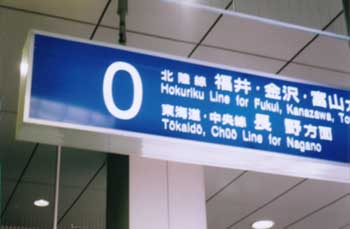 0
北陸線 福井・金沢・富山
Hokuriku Line for Fukui, Kanazawa,
東海道・中央線 長野方面
Tōkaidō, Chūō Line for Nagano